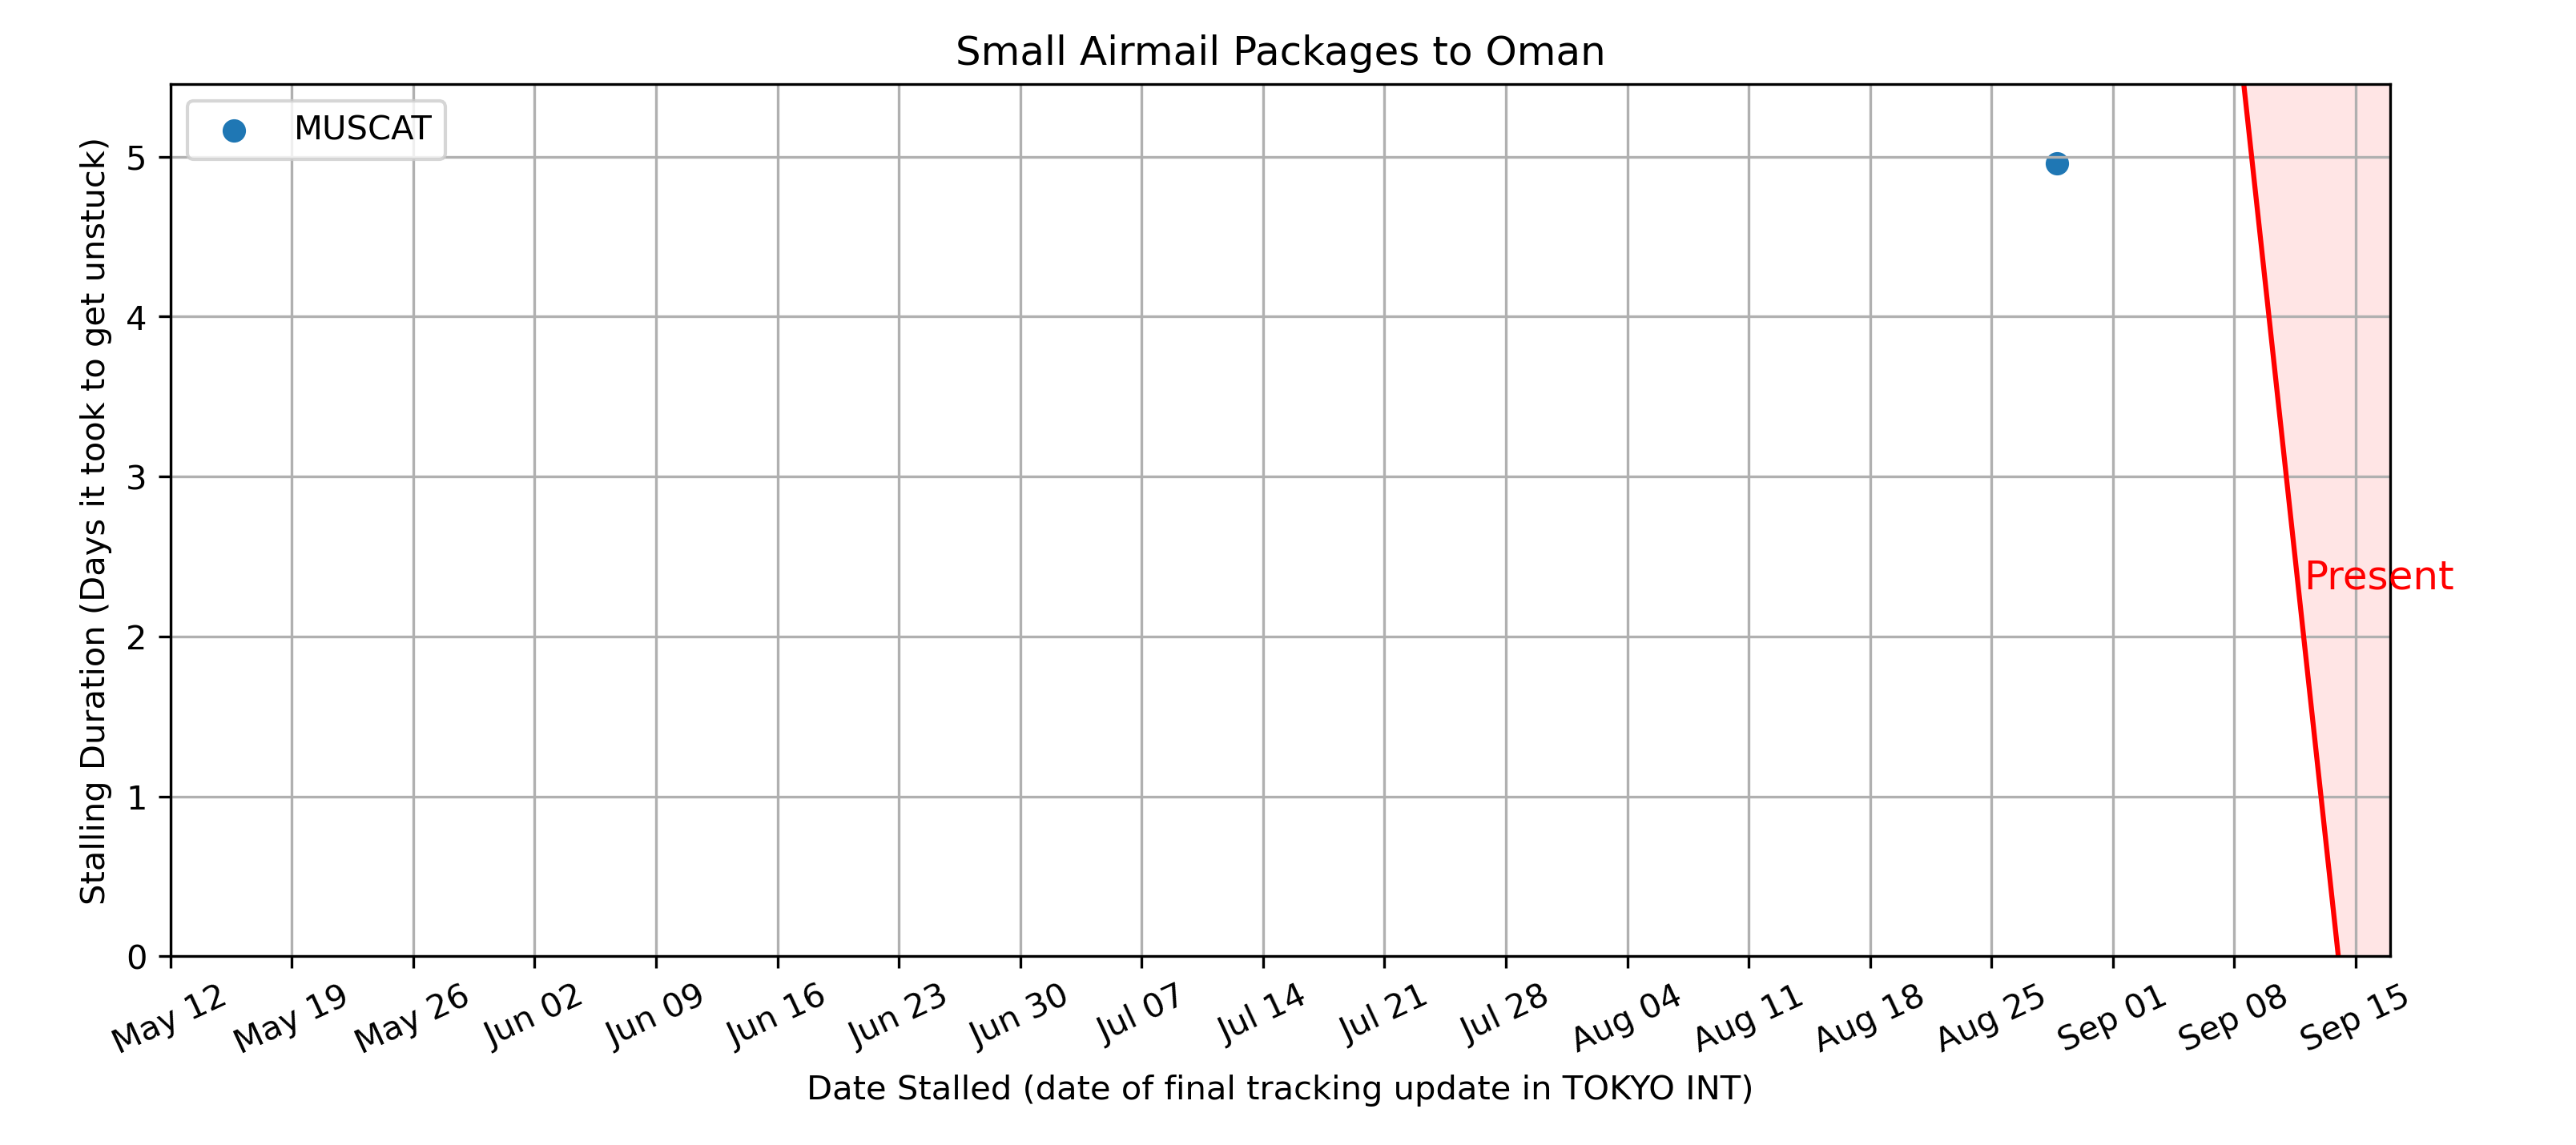 Small Airmail Packages to Oman
MUSCAT
Stalling Duration (Days it took to get unstuck)
5
4
3
2
1
0
Present
May 12
May 19
May 26
Jun 02
Jun 09
Jun 16
Jun 23
Jun 30
Jul 07
Jul 14
Jul 21
Jul 28
Aug 04
Aug 11
Aug 18
Aug 25
Sep 01
Sep 08
Sep 15
Date Stalled (date of final tracking update in TOKYO INT)